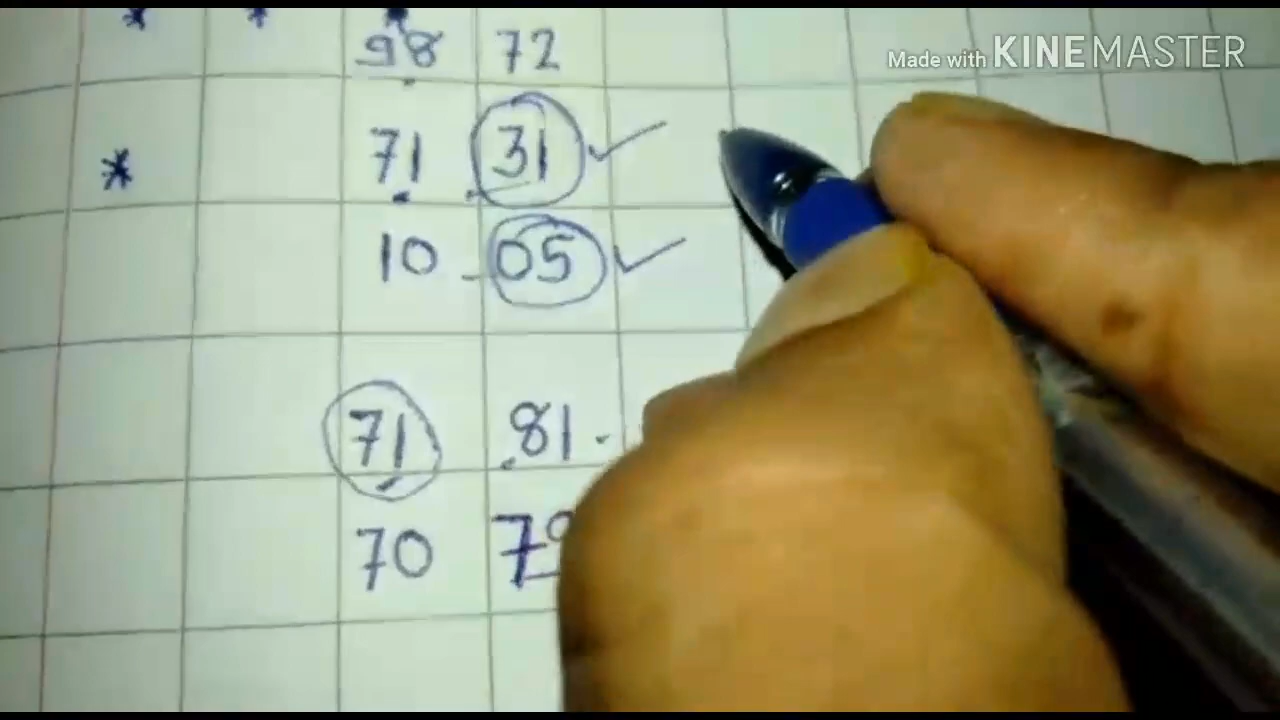 Made with KINEMASTER
* * *
98 72
* 71 31 ✓
10 05 ✓
71 81
70